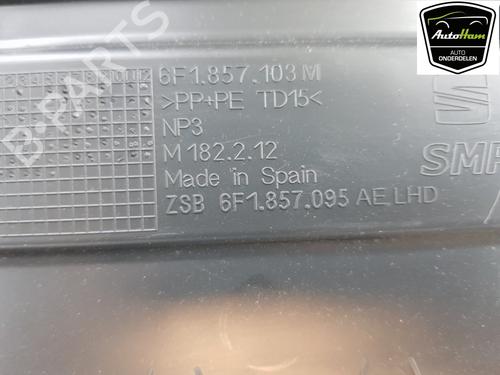 6F1.857.103 M
>PP+PE TD15<
NP3
M 182.2.12
Made in Spain
ZSB 6F1.857.095 AE LHD
SMP
B-PARTS
AutoHam
AUTO
ONDERDELEN